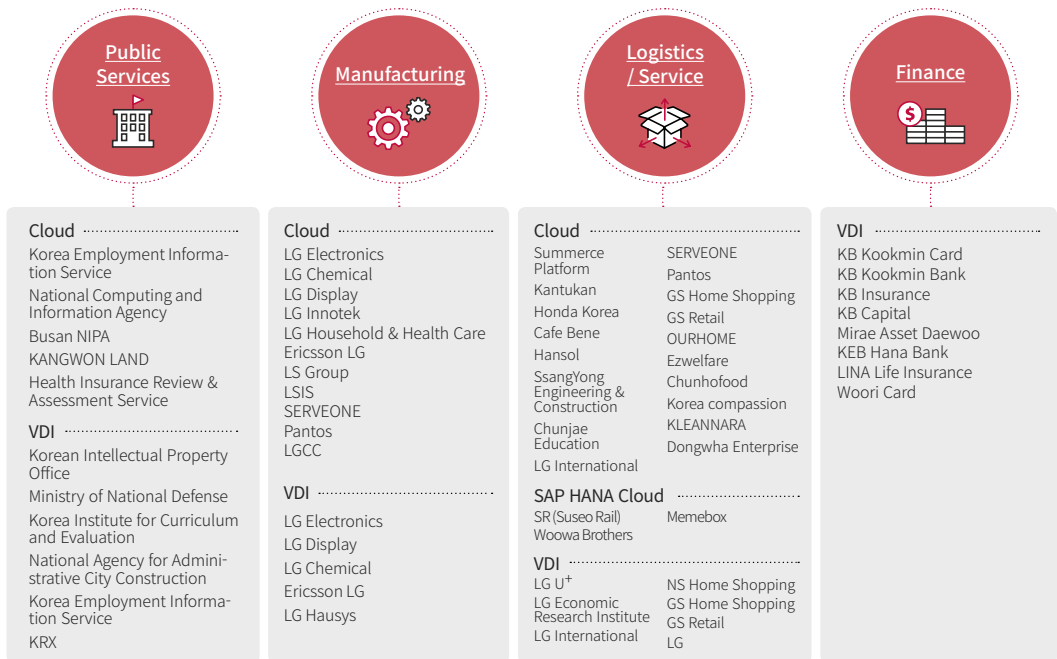 Public
Services
Manufacturing
Logistics
/ Service
Finance
$
Cloud
Korea Employment Informa-
tion Service
National Computing and
Information Agency
Busan NIPA
KANGWON LAND
Health Insurance Review &
Assessment Service
VDI
Korean Intellectual Property
Office
Ministry of National Defense
Korea Institute for Curriculum
and Evaluation
National Agency for Admini-
strative City Construction
Korea Employment Informa-
tion Service
KRX
Cloud
LG Electronics
LG Chemical
LG Display
LG Innotek
LG Household & Health Care
Ericsson LG
LS Group
LSIS
SERVEONE
Pantos
LGCC
VDI
LG Electronics
LG Display
LG Chemical
Ericsson LG
LG Hausys
Cloud
Summerce
Platform
Kantukan
Honda Korea
Cafe Bene
Hansol
SsangYong
Engineering &
Construction
Chunjae
Education
LG International
SERVEONE
Pantos
GS Home Shopping
GS Retail
OURHOME
Ezwelfare
Chunhofood
Korea compassion
KLEANNARA
Dongwha Enterprise
SAP HANA Cloud
SR (Suseo Rail)
Woowa Brothers
Memebox
VDI
LG U+
LG Economic
Research Institute
LG International
NS Home Shopping
GS Home Shopping
GS Retail
LG
VDI
KB Kookmin Card
KB Kookmin Bank
KB Insurance
KB Capital
Mirae Asset Daewoo
KEB Hana Bank
LINA Life Insurance
Woori Card